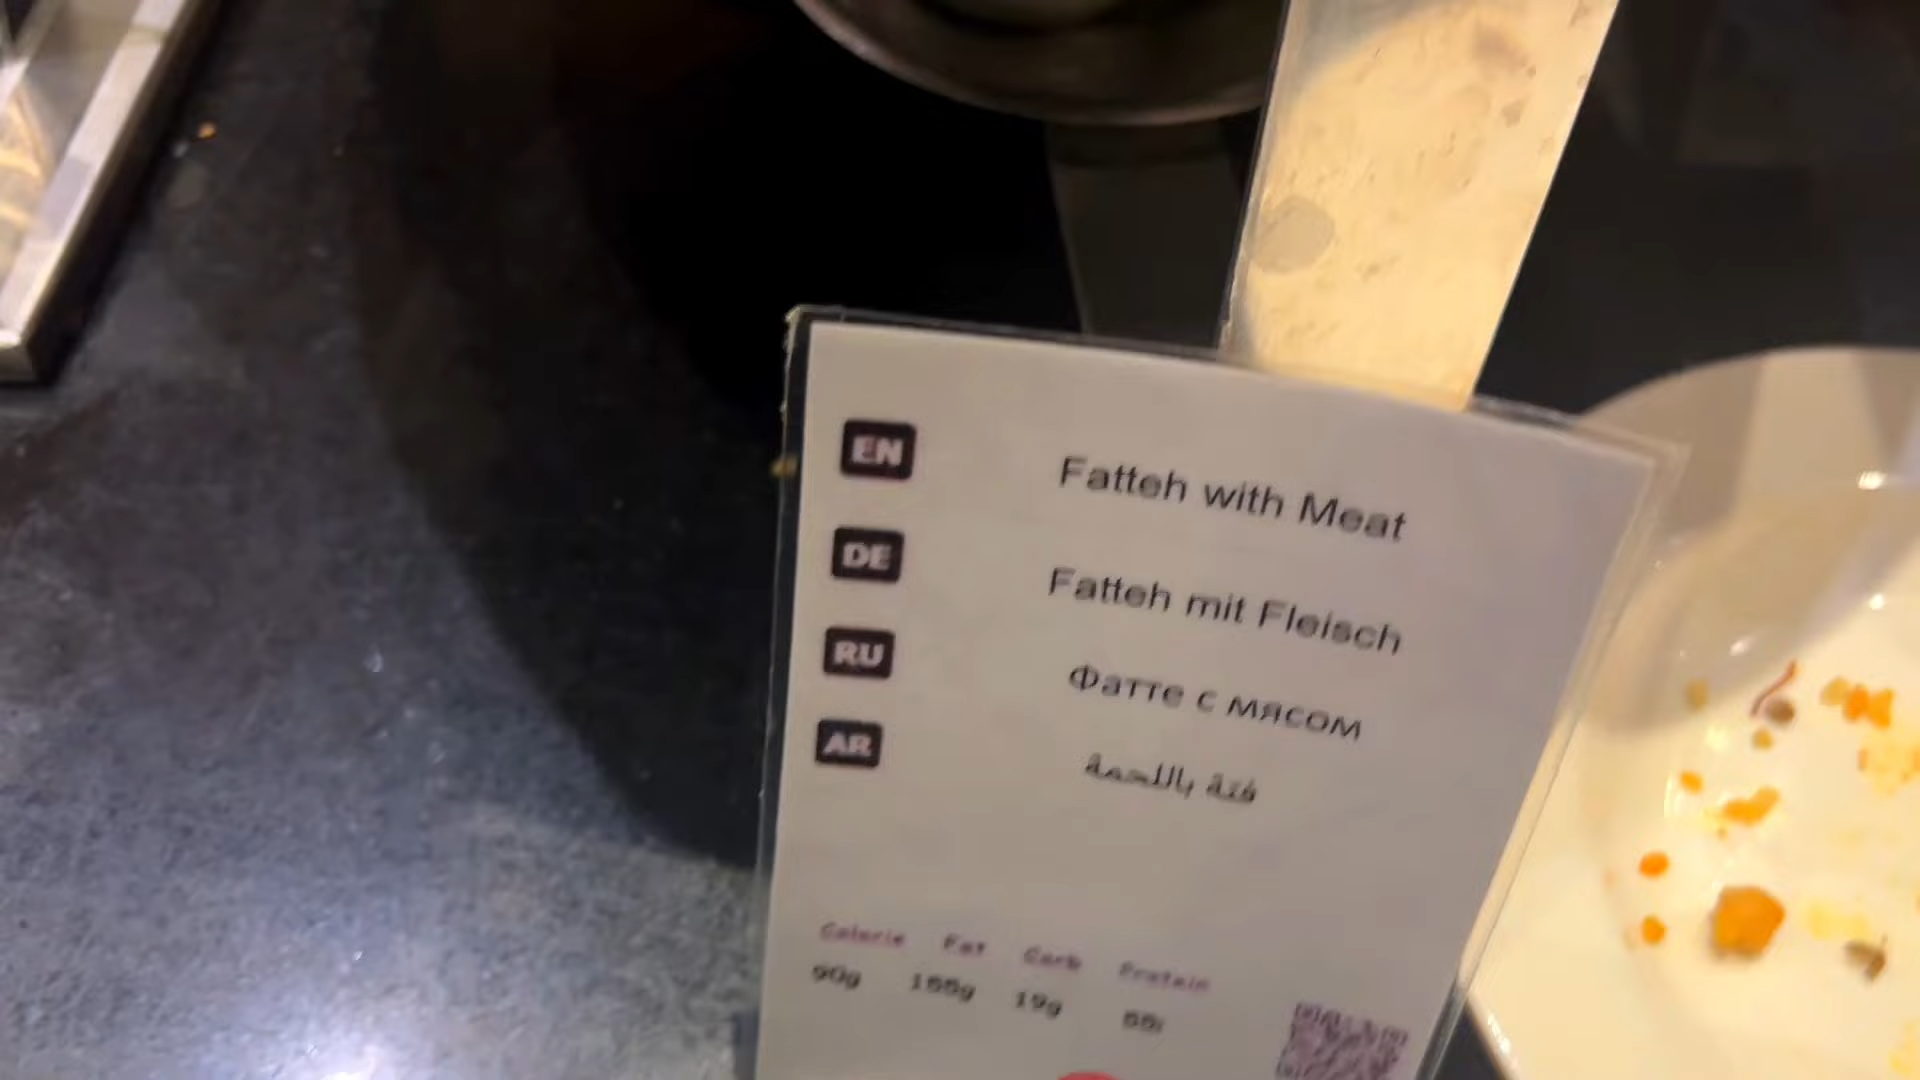 EN Fatteh with Meat
DE Fatteh mit Fleisch
RU Фатте с мясом
AR فتة باللحمة
Calorie Fat Carb Protein
90g 19g